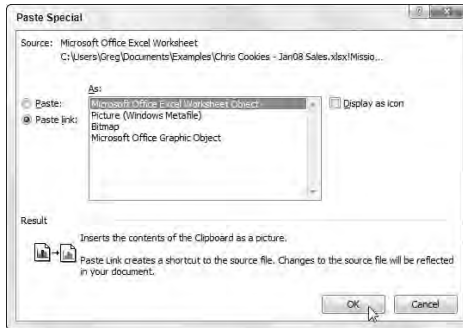 Paste Special
Source: Microsoft Office Excel Worksheet
C:\Users\Greg\Documents\Examples\Chris Cookies - Jan08 Sales.xlsx!Missio...
As:
Paste:
Paste link:
Microsoft Office Excel Worksheet Object
Picture (Windows Metafile)
Bitmap
Microsoft Office Graphic Object
Display as icon
Result
Inserts the contents of the Clipboard as a picture.
Paste Link creates a shortcut to the source file. Changes to the source file will be reflected
in your document.
OK
Cancel